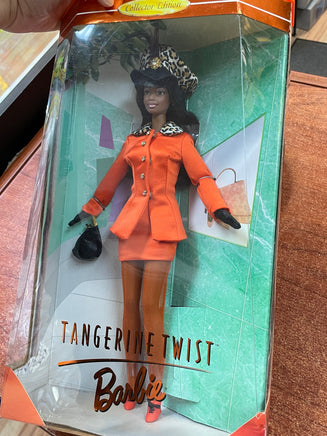 Collector Edition
TANGERINE TWIST
Barbie